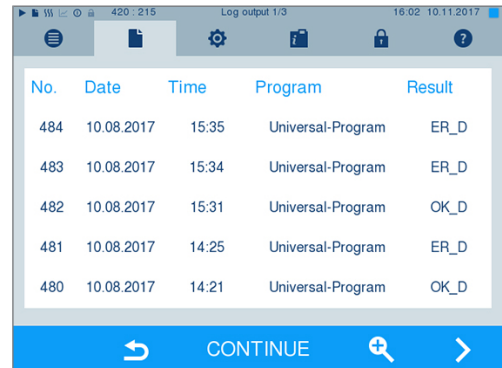 420 : 215 Log output 1/3 16:02 10.11.2017
No. Date Time Program Result
484 10.08.2017 15:35 Universal-Program ER_D
483 10.08.2017 15:34 Universal-Program ER_D
482 10.08.2017 15:31 Universal-Program OK_D
481 10.08.2017 14:25 Universal-Program ER_D
480 10.08.2017 14:21 Universal-Program OK_D
CONTINUE